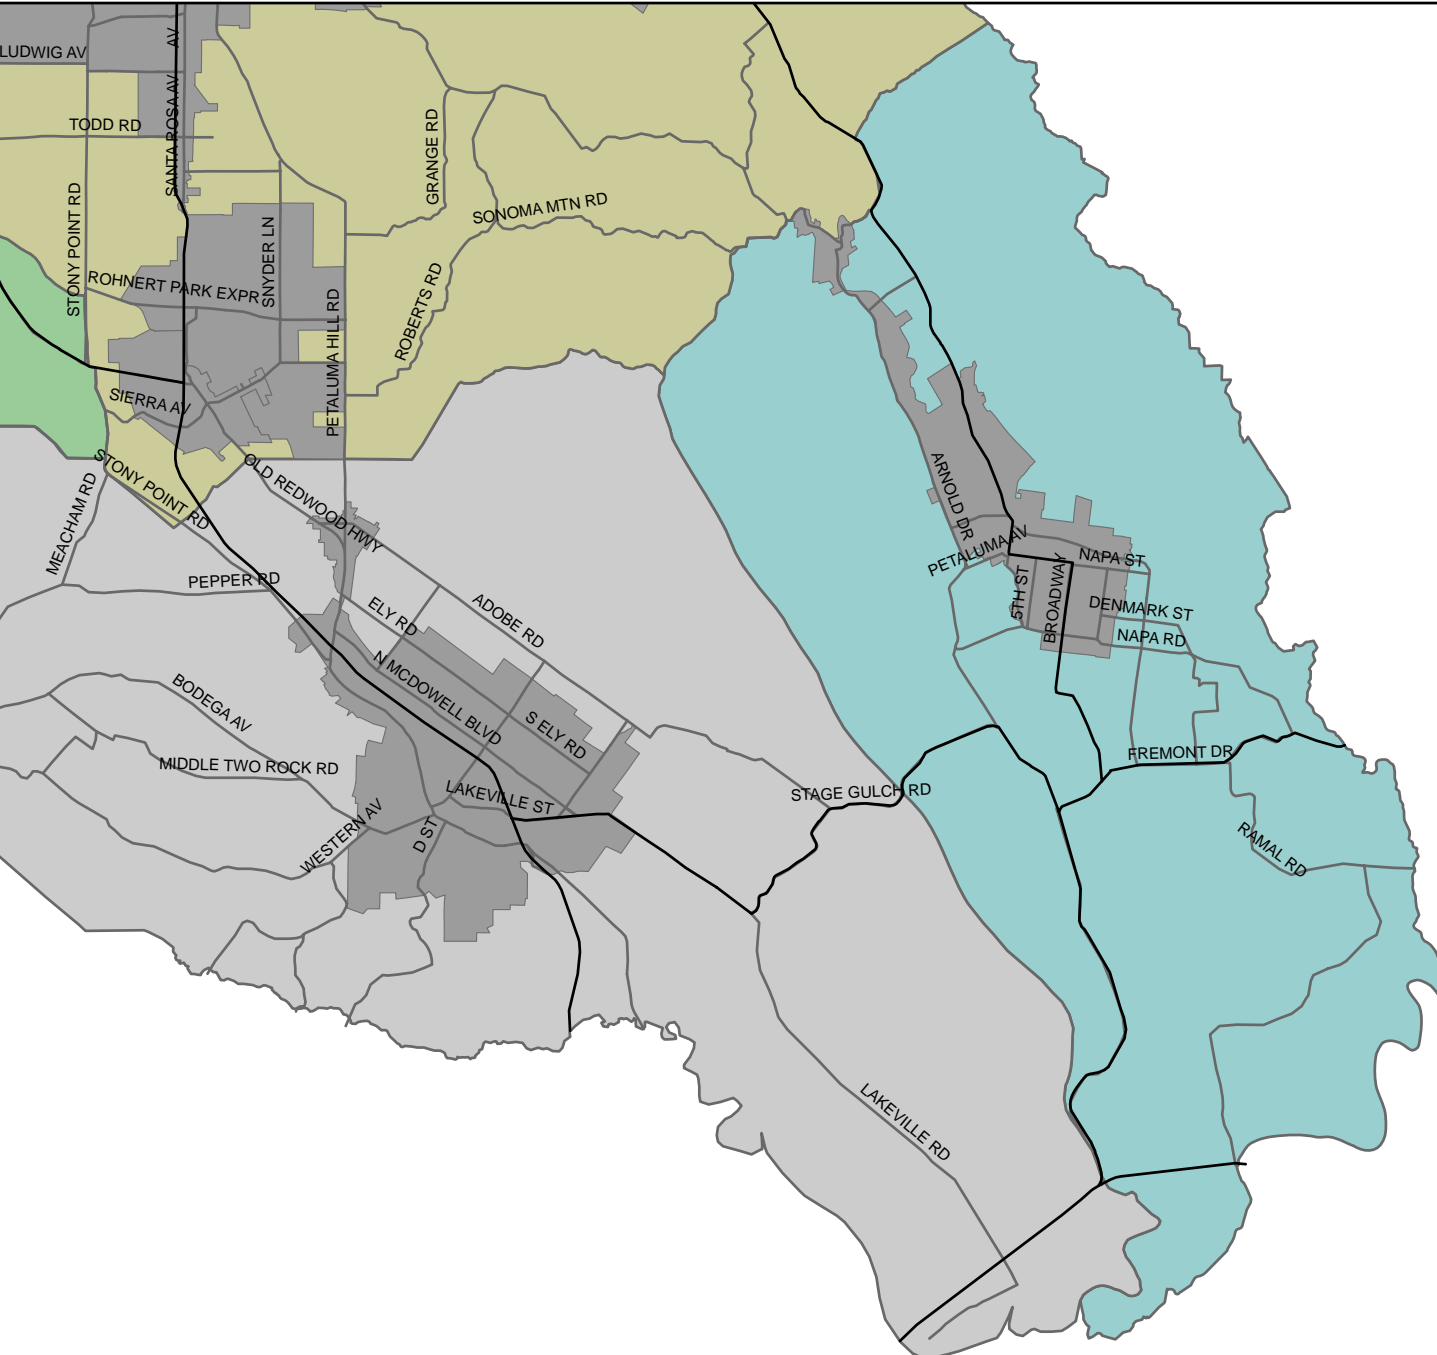 LUDWIG AV
AV
SANTA ROSA AV
TODD RD
GRANGE RD
STONY POINT RD
SONOMA MTN RD
SNYDER LN
ROHNERT PARK EXPR
ROBERTS RD
PETALUMA HILL RD
SIERRA AV
STONY POINT RD
OLD REDWOOD HWY
MEACHAM RD
ARNOLD DR
PETALUMA AV
NAPA ST
PEPPER RD
5TH ST
BROADWAY
ELY RD
ADOBE RD
DENMARK ST
NAPA RD
N MCDOWELL BLVD
BODEGA AV
S ELY RD
FREMONT DR
MIDDLE TWO ROCK RD
LAKEVILLE ST
STAGE GULCH RD
WESTERN AV
D ST
RAMAL RD
LAKEVILLE RD